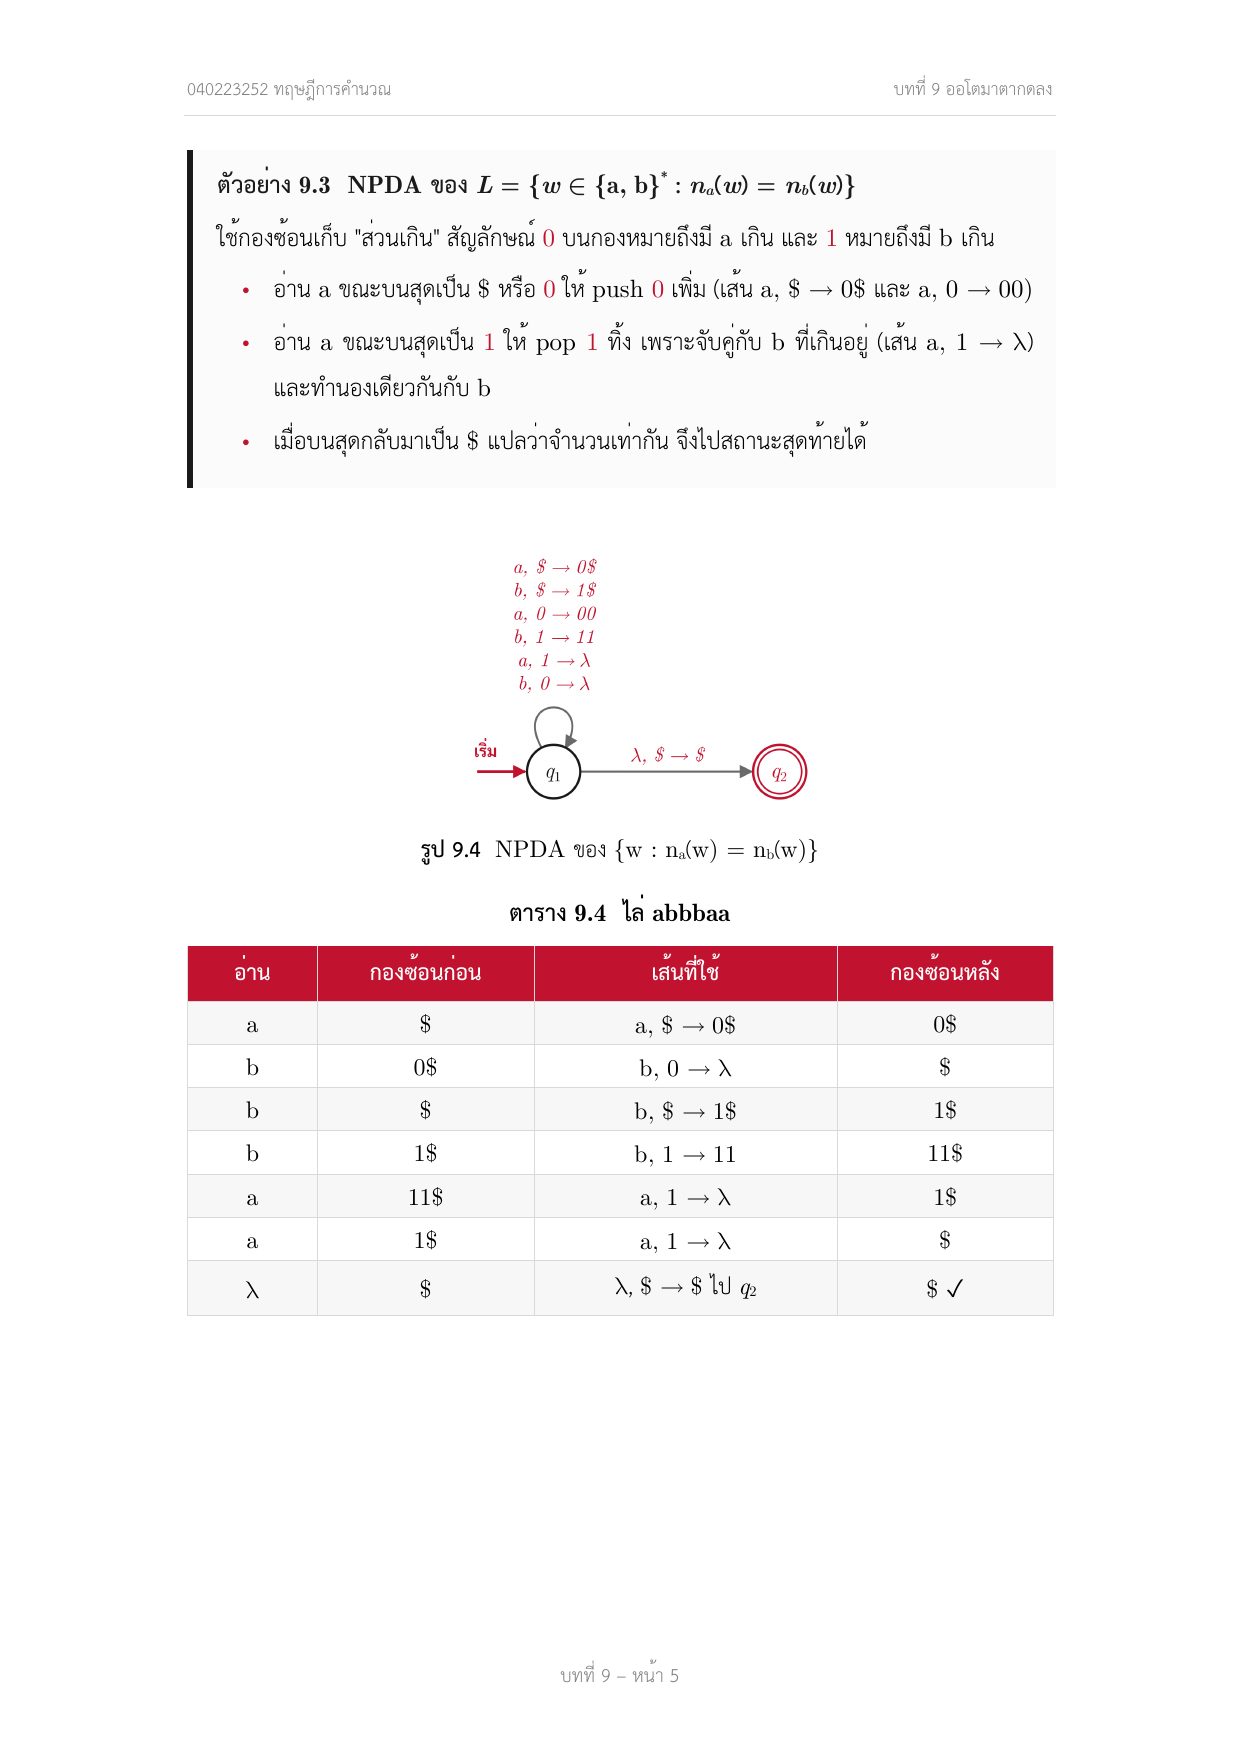 040223252 ทฤษฎีการคำนวณ บทที่ 9 ออโตมาตากดลง
ตัวอย่าง 9.3 NPDA ของ L = {w ∈ {a, b}* : nₐ(w) = n_b(w)}
ใช้กองซ้อนเก็บ "ส่วนเกิน" สัญลักษณ์ 0 บนกองหมายถึงมี a เกิน และ 1 หมายถึงมี b เกิน
• อ่าน a ขณะบนสุดเป็น $ หรือ 0 ให้ push 0 เพิ่ม (เส้น a, $ → 0$ และ a, 0 → 00)
• อ่าน a ขณะบนสุดเป็น 1 ให้ pop 1 ทิ้ง เพราะจับคู่กับ b ที่เกินอยู่ (เส้น a, 1 → λ)
และทำนองเดียวกันกับ b
• เมื่อบนสุดกลับมาเป็น $ แปลว่าจำนวนเท่ากัน จึงไปสถานะสุดท้ายได้
a, $ → 0$
b, $ → 1$
a, 0 → 00
b, 1 → 11
a, 1 → λ
b, 0 → λ
เริ่ม
q₁
λ, $ → $
q₂
รูป 9.4 NPDA ของ {w : nₐ(w) = n_b(w)}
ตาราง 9.4 ไล่ abbbaa
อ่าน กองซ้อนก่อน เส้นที่ใช้ กองซ้อนหลัง
a $ a, $ → 0$ 0$
b 0$ b, 0 → λ $
b $ b, $ → 1$ 1$
b 1$ b, 1 → 11 11$
a 11$ a, 1 → λ 1$
a 1$ a, 1 → λ $
λ $ λ, $ → $ ไป q₂ $ ✓
บทที่ 9 – หน้า 5